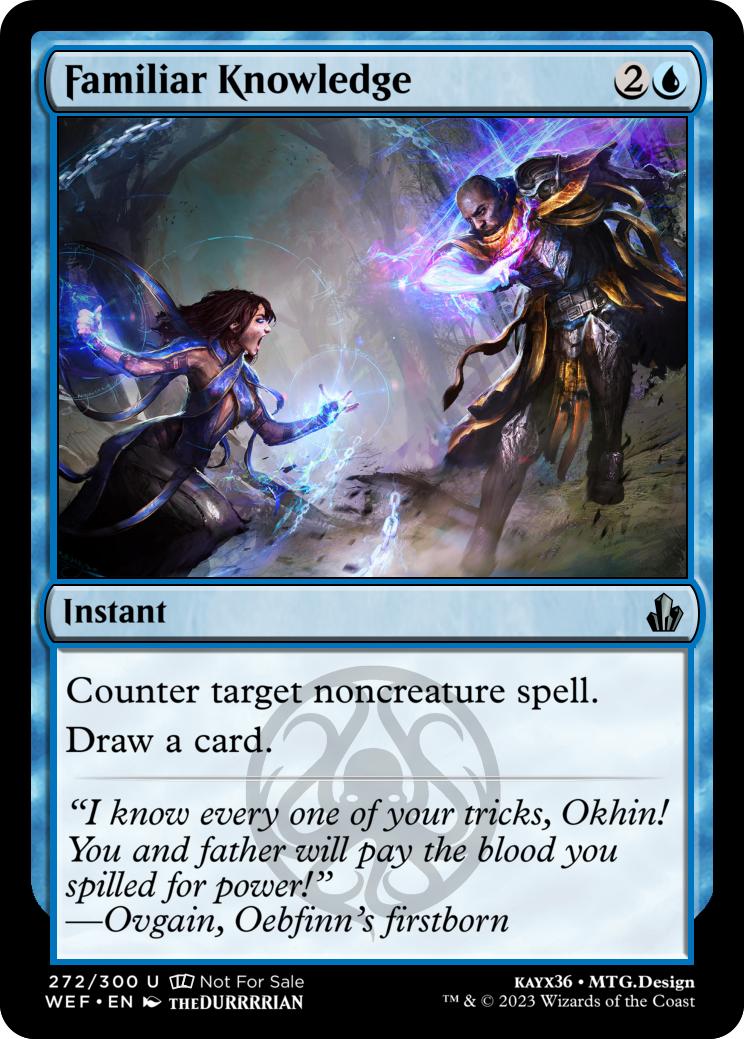 Familiar Knowledge 2
Instant
Counter target noncreature spell.
Draw a card.
“I know every one of your tricks, Okhin!
You and father will pay the blood you
spilled for power!”
—Ovgain, Oebfinn’s firstborn
272/300 U Not For Sale
WEF • EN THEDURRRRIAN
KAYX36 • MTG.Design
™ & © 2023 Wizards of the Coast